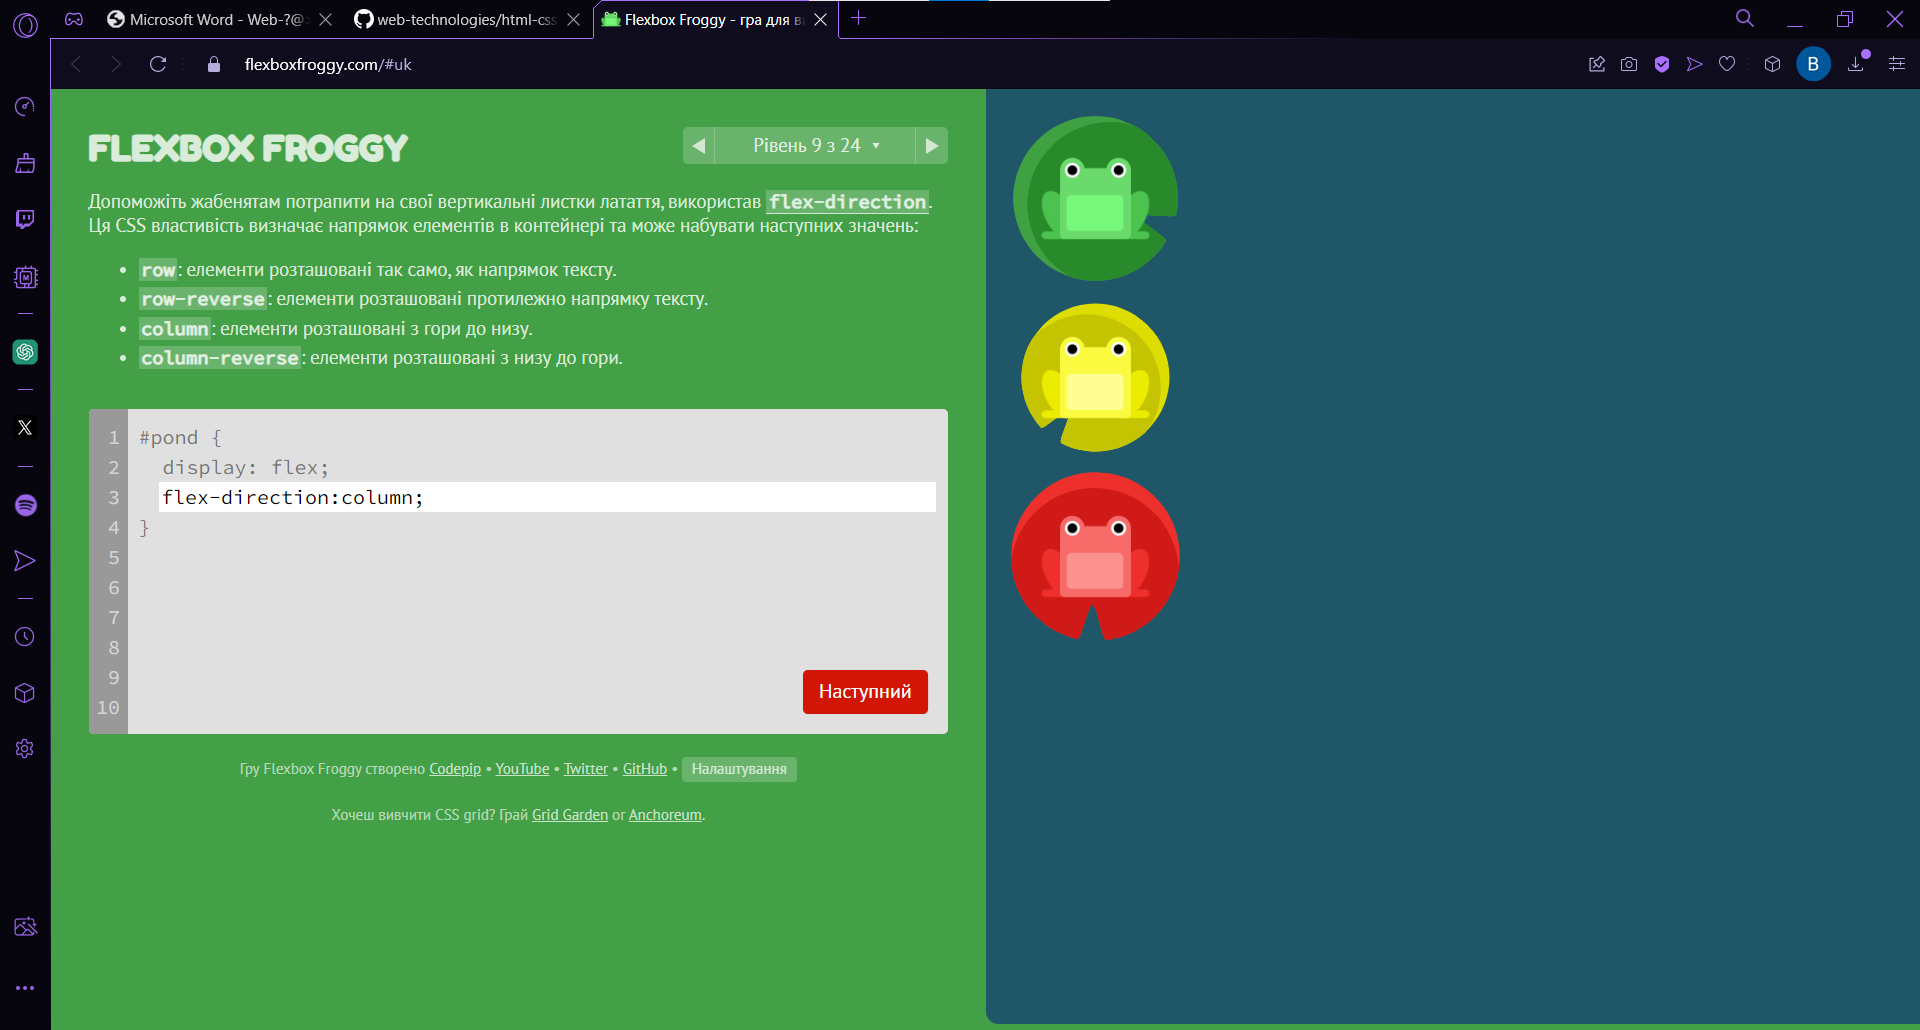 Microsoft Word - Web-?@
web-technologies/html-css
Flexbox Froggy - гра для в
flexboxfroggy.com/#uk
B
FLEXBOX FROGGY
Рівень 9 з 24
Допоможіть жабенятам потрапити на свої вертикальні листки латаття, використав flex-direction.
Ця CSS властивість визначає напрямок елементів в контейнері та може набувати наступних значень:
• row: елементи розташовані так само, як напрямок тексту.
• row-reverse: елементи розташовані протилежно напрямку тексту.
• column: елементи розташовані з гори до низу.
• column-reverse: елементи розташовані з низу до гори.
1 #pond {
2 display: flex;
3 flex-direction:column;
4 }
5
6
7
8
9
10
Наступний
Гру Flexbox Froggy створено Codepip • YouTube • Twitter • GitHub • Налаштування
Хочеш вивчити CSS grid? Грай Grid Garden or Anchoreum.